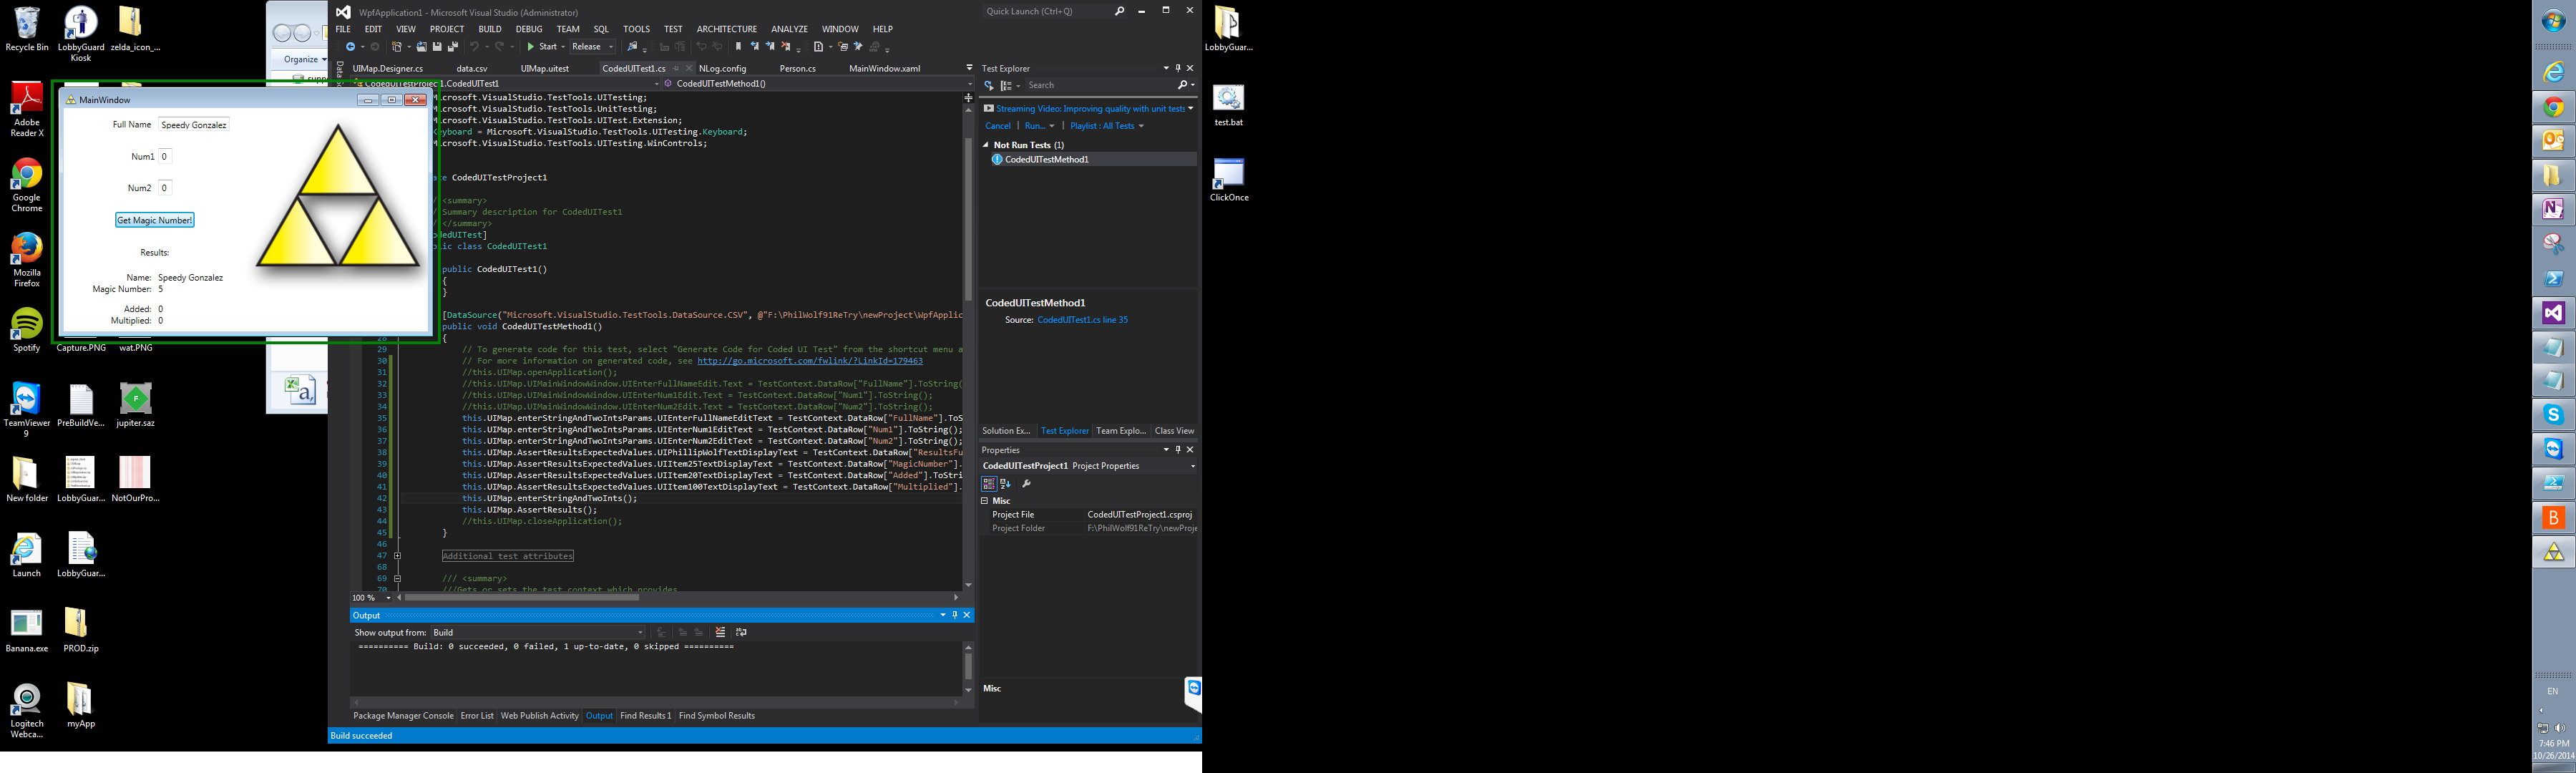 Recycle Bin
LobbyGuard
Kiosk
zelda_icon_...
Adobe
Reader X
Google
Chrome
Mozilla
Firefox
Spotify
Capture.PNG
wat.PNG
TeamViewer
9
PreBuildVe...
jupiter.saz
New folder
LobbyGuar...
NotOurPro...
Launch
LobbyGuar...
Banana.exe
PROD.zip
Logitech
Webca...
myApp
Organize
MainWindow
Full Name Speedy Gonzalez
Num1 0
Num2 0
Get Magic Number!
Results:
Name: Speedy Gonzalez
Magic Number: 5
Added: 0
Multiplied: 0
WpfApplication1 - Microsoft Visual Studio (Administrator)
Quick Launch (Ctrl+Q)
FILE EDIT VIEW PROJECT BUILD DEBUG TEAM SQL TOOLS TEST ARCHITECTURE ANALYZE WINDOW HELP
Start Release
UIMap.Designer.cs data.csv UIMap.uitest CodedUITest1.cs NLog.config Person.cs MainWindow.xaml
CodedUITestProject1.CodedUITest1 CodedUITestMethod1()
Microsoft.VisualStudio.TestTools.UITesting;
Microsoft.VisualStudio.TestTools.UnitTesting;
Microsoft.VisualStudio.TestTools.UITest.Extension;
Keyboard = Microsoft.VisualStudio.TestTools.UITesting.Keyboard;
Microsoft.VisualStudio.TestTools.UITesting.WinControls;
CodedUITestProject1
<summary>
Summary description for CodedUITest1
</summary>
class CodedUITest1
public CodedUITest1()
{
}
[DataSource("Microsoft.VisualStudio.TestTools.DataSource.CSV", @"F:\PhilWolf91ReTry\newProject\WpfApplic
public void CodedUITestMethod1()
28 {
29 // To generate code for this test, select "Generate Code for Coded UI Test" from the shortcut menu a
30 // For more information on generated code, see http://go.microsoft.com/fwlink/?LinkId=179463
31 //this.UIMap.openApplication();
32 //this.UIMap.UIMainWindowWindow.UIEnterFullNameEdit.Text = TestContext.DataRow["FullName"].ToString(
33 //this.UIMap.UIMainWindowWindow.UIEnterNum1Edit.Text = TestContext.DataRow["Num1"].ToString();
34 //this.UIMap.UIMainWindowWindow.UIEnterNum2Edit.Text = TestContext.DataRow["Num2"].ToString();
35 this.UIMap.enterStringAndTwoIntsParams.UIEnterFullNameEditText = TestContext.DataRow["FullName"].ToS
36 this.UIMap.enterStringAndTwoIntsParams.UIEnterNum1EditText = TestContext.DataRow["Num1"].ToString();
37 this.UIMap.enterStringAndTwoIntsParams.UIEnterNum2EditText = TestContext.DataRow["Num2"].ToString();
38 this.UIMap.AssertResultsExpectedValues.UIPhillipWolfTextDisplayText = TestContext.DataRow["ResultsFu
39 this.UIMap.AssertResultsExpectedValues.UIItem25TextDisplayText = TestContext.DataRow["MagicNumber"].
40 this.UIMap.AssertResultsExpectedValues.UIItem20TextDisplayText = TestContext.DataRow["Added"].ToStri
41 this.UIMap.AssertResultsExpectedValues.UIItem100TextDisplayText = TestContext.DataRow["Multiplied"].
42 this.UIMap.enterStringAndTwoInts();
43 this.UIMap.AssertResults();
44 //this.UIMap.closeApplication();
45 }
46
47 Additional test attributes
68
69 /// <summary>
70 ///Gets or sets the test context which provides
100 %
Output
Show output from: Build
========== Build: 0 succeeded, 0 failed, 1 up-to-date, 0 skipped ==========
Package Manager Console Error List Web Publish Activity Output Find Results 1 Find Symbol Results
Build succeeded
Test Explorer
Search
Streaming Video: Improving quality with unit tests
Cancel | Run... | Playlist : All Tests
Not Run Tests (1)
CodedUITestMethod1
CodedUITestMethod1
Source: CodedUITest1.cs line 35
Solution Ex... Test Explorer Team Explo... Class View
Properties
CodedUITestProject1 Project Properties
Misc
Project File CodedUITestProject1.csproj
Project Folder F:\PhilWolf91ReTry\newProje
Misc
LobbyGuar...
test.bat
ClickOnce
EN
7:46 PM
10/26/2014